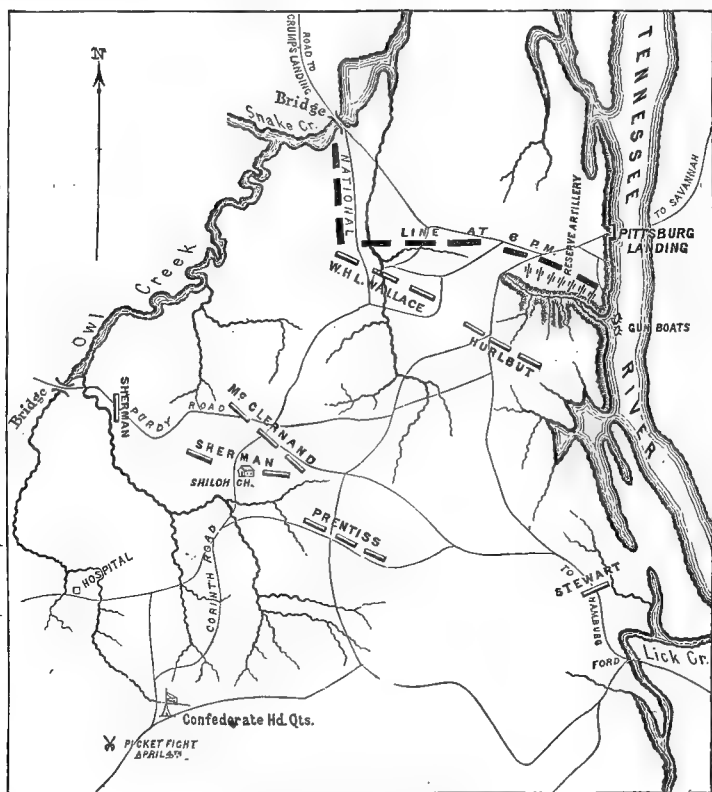 N
ROAD TO
CRUMPS LANDING
Bridge
Snake Cr.
TENNESSEE
RIVER
NATIONAL
LINE AT 6 P.M.
RESERVE ARTILLERY
TO SAVANNAH
PITTSBURG
LANDING
W.H.L. WALLACE
GUN BOATS
HURLBUT
Owl Creek
Bridge
SHERMAN
PURDY ROAD
McCLERNAND
SHERMAN
SHILOH CH.
PRENTISS
HOSPITAL
CORINTH ROAD
TO
HAMBURG
STEWART
FORD
Lick Cr.
Confederate Hd. Qts.
PICKET FIGHT
APRIL 4TH